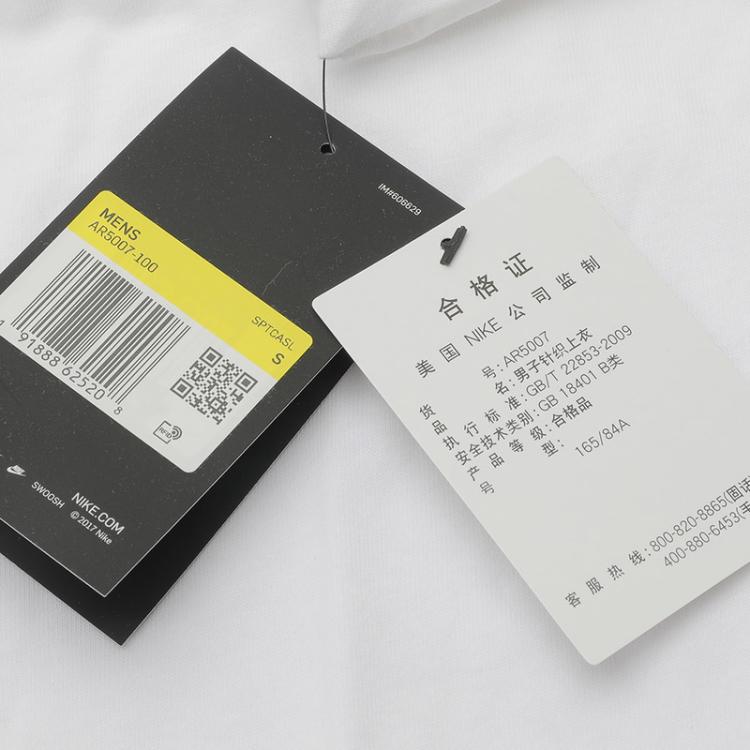 IM#606629
MENS
AR5007-100
SPTCASL
S
91888 62520 8
RFID
SWOOSH
NIKE.COM
© 2017 Nike
合格证
美国 NIKE 公司监制
货号:AR5007
品名:男子针织上衣
执行标准:GB/T 22853-2009
安全技术类别:GB 18401 B类
产品等级:合格品
号型: 165/84A
客服热线:800-820-8865(固话
400-880-6453(